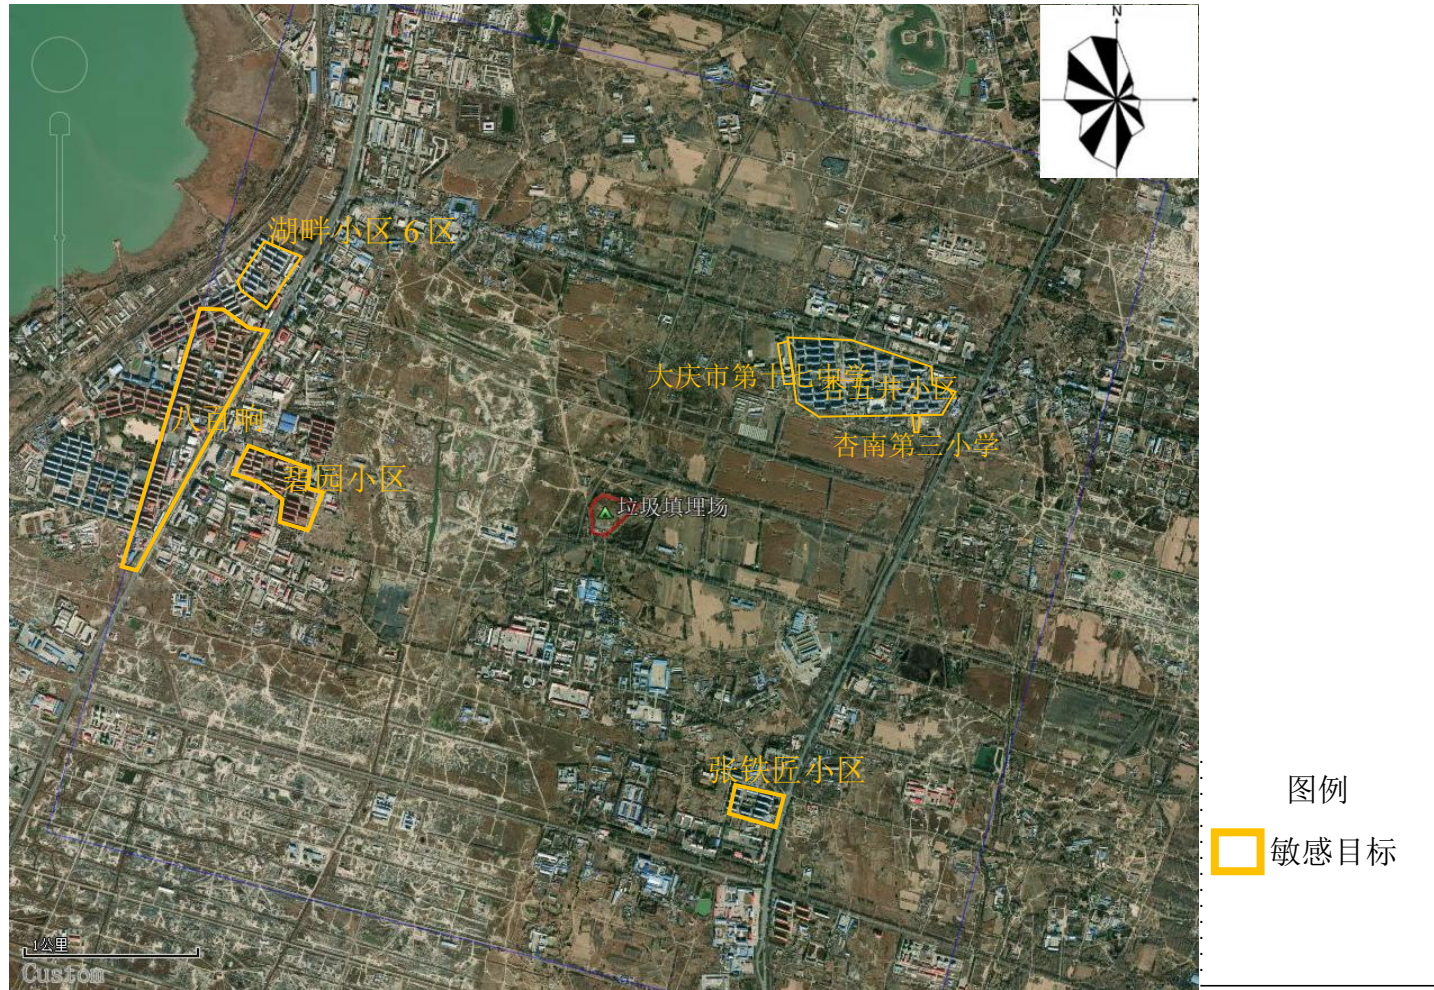 N
湖畔小区 6 区
大庆市第十七中学
杏五井小区
八百晌
杏南第三小学
碧园小区
垃圾填埋场
张铁匠小区
图例
敏感目标
1公里
Custom